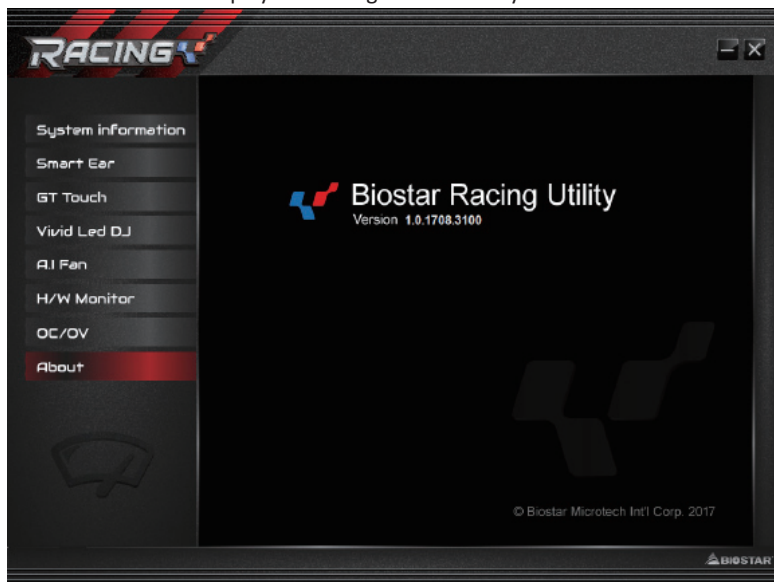 RACING
System information
Smart Ear
GT Touch
Vivid Led DJ
A.I Fan
H/W Monitor
OC/OV
About
Biostar Racing Utility
Version 1.0.1708.3100
© Biostar Microtech Int'l Corp. 2017
BIOSTAR